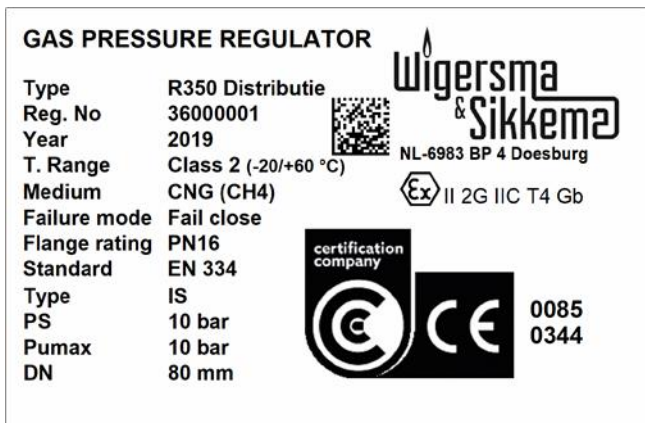 GAS PRESSURE REGULATOR
Type R350 Distributie
Reg. No 36000001
Year 2019
T. Range Class 2 (-20/+60 °C)
Medium CNG (CH4)
Failure mode Fail close
Flange rating PN16
Standard EN 334
Type IS
PS 10 bar
Pumax 10 bar
DN 80 mm
Wigersma
& Sikkema
NL-6983 BP 4 Doesburg
Ex II 2G IIC T4 Gb
certification
company
CE
0085
0344